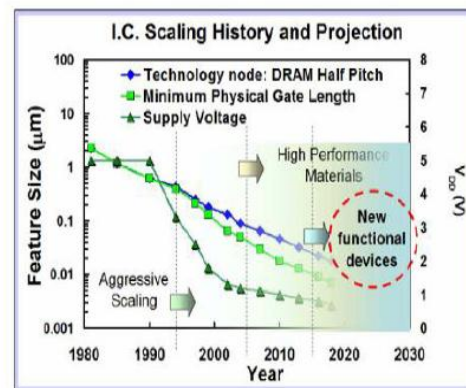 I.C. Scaling History and Projection
Technology node: DRAM Half Pitch
Minimum Physical Gate Length
Supply Voltage
High Performance
Materials
New
functional
devices
Aggressive
Scaling
Feature Size (μm)
100
10
1
0.1
0.01
0.001
V_DD (V)
8
7
6
5
4
3
2
1
0
1980 1990 2000 2010 2020 2030
Year